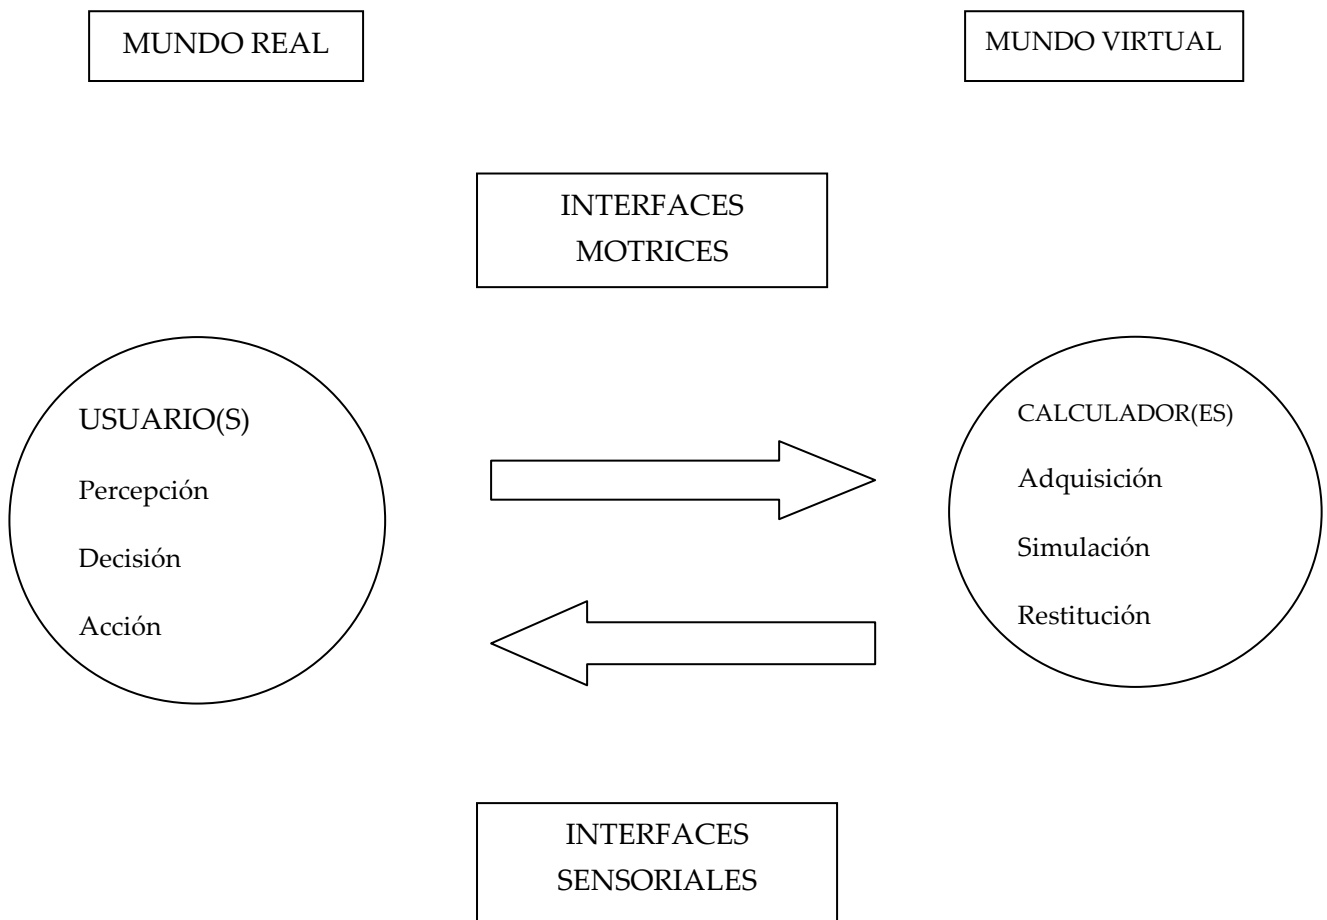 MUNDO REAL
MUNDO VIRTUAL
INTERFACES
MOTRICES
USUARIO(S)
Percepción
Decisión
Acción
CALCULADOR(ES)
Adquisición
Simulación
Restitución
INTERFACES
SENSORIALES